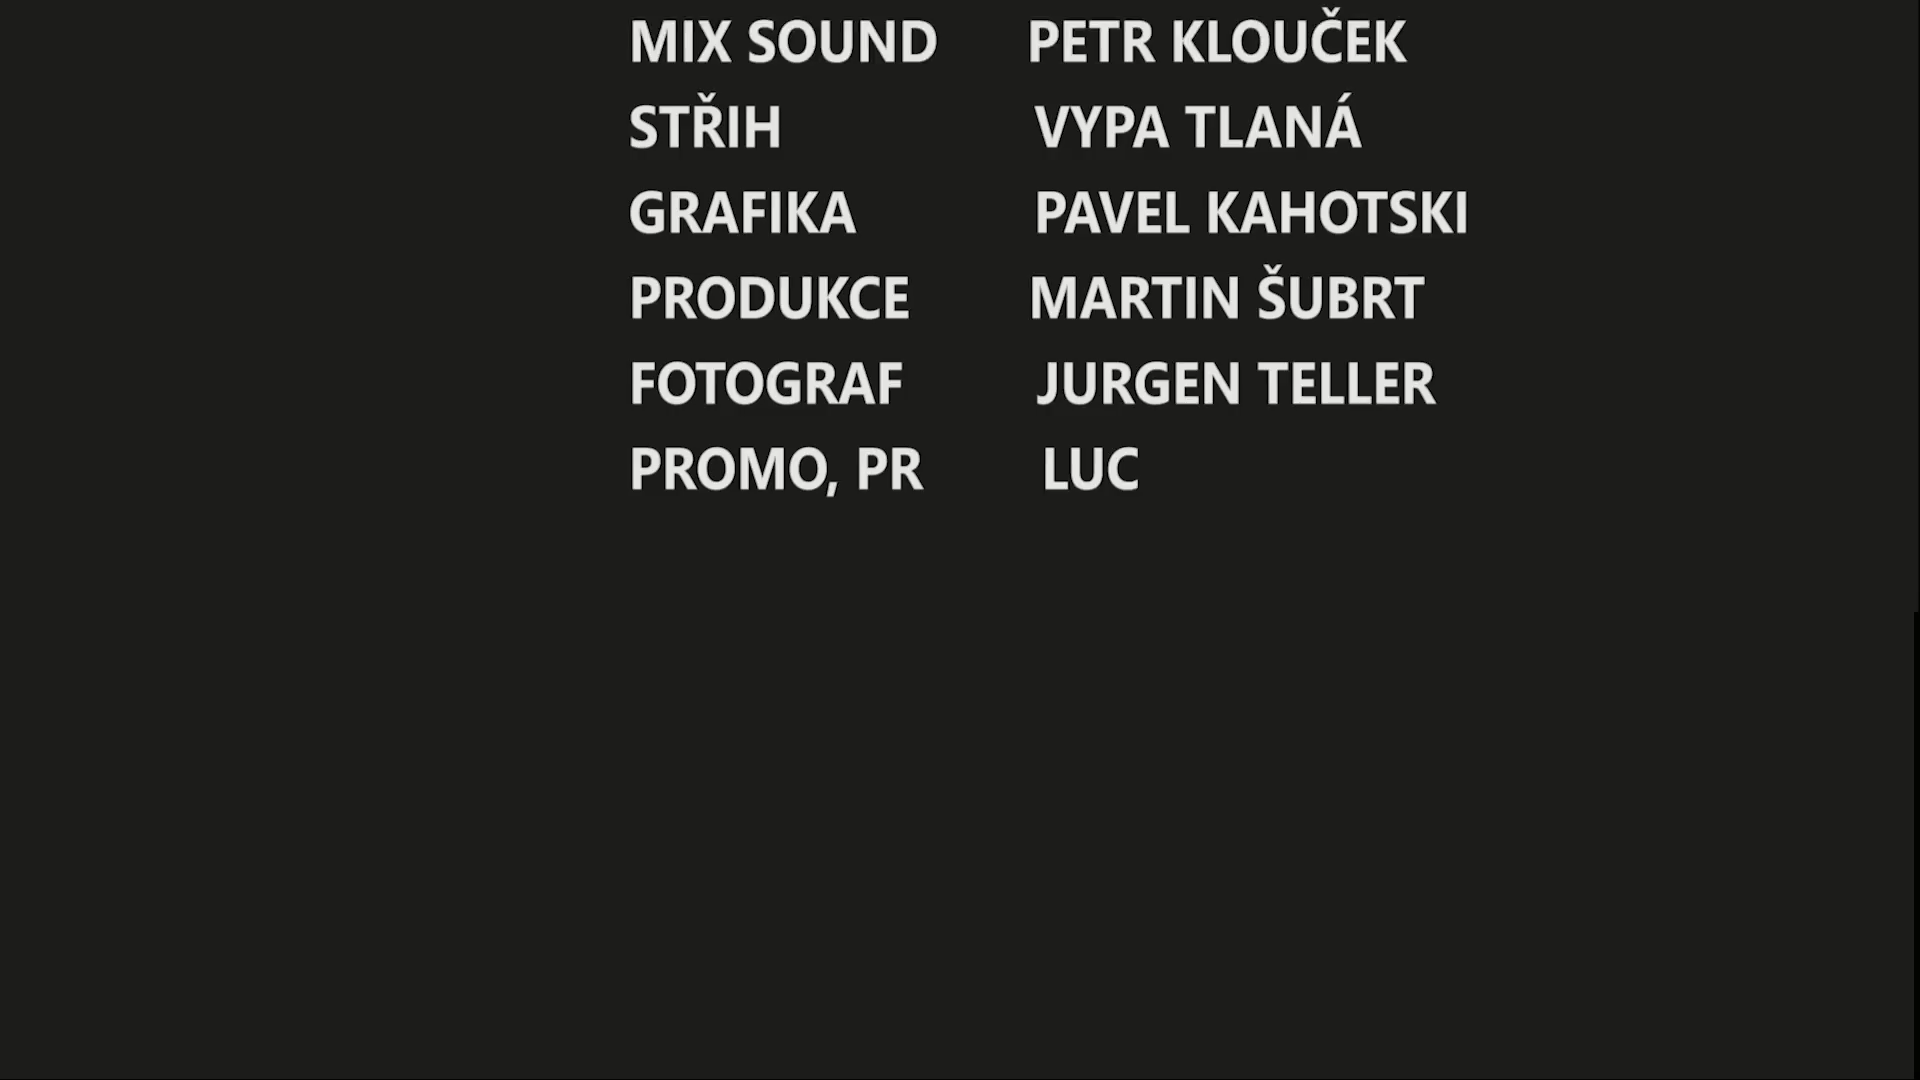 MIX SOUND PETR KLOUČEK
STŘIH VYPA TLANÁ
GRAFIKA PAVEL KAHOTSKI
PRODUKCE MARTIN ŠUBRT
FOTOGRAF JURGEN TELLER
PROMO, PR LUC